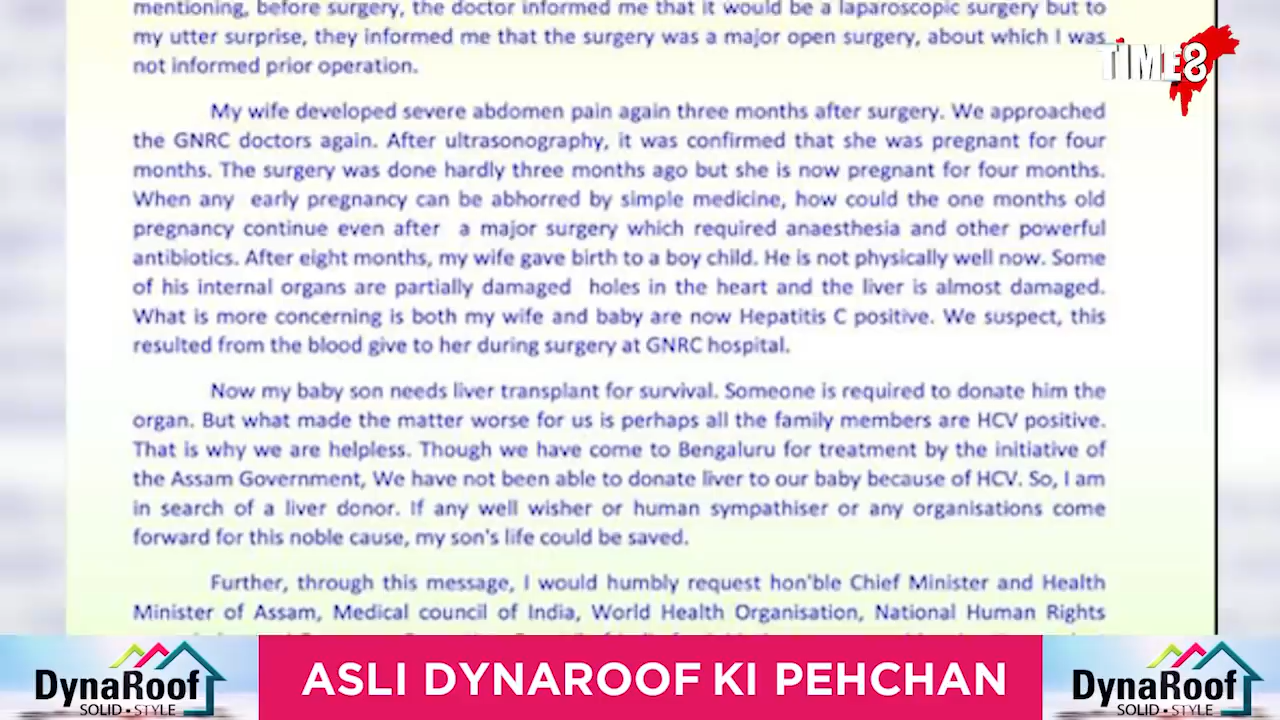 mentioning, before surgery, the doctor informed me that it would be a laparoscopic surgery but to
my utter surprise, they informed me that the surgery was a major open surgery, about which I was
not informed prior operation.
TIME8
My wife developed severe abdomen pain again three months after surgery. We approached
the GNRC doctors again. After ultrasonography, it was confirmed that she was pregnant for four
months. The surgery was done hardly three months ago but she is now pregnant for four months.
When any early pregnancy can be abhorred by simple medicine, how could the one months old
pregnancy continue even after a major surgery which required anaesthesia and other powerful
antibiotics. After eight months, my wife gave birth to a boy child. He is not physically well now. Some
of his internal organs are partially damaged holes in the heart and the liver is almost damaged.
What is more concerning is both my wife and baby are now Hepatitis C positive. We suspect, this
resulted from the blood give to her during surgery at GNRC hospital.
Now my baby son needs liver transplant for survival. Someone is required to donate him the
organ. But what made the matter worse for us is perhaps all the family members are HCV positive.
That is why we are helpless. Though we have come to Bengaluru for treatment by the initiative of
the Assam Government, We have not been able to donate liver to our baby because of HCV. So, I am
in search of a liver donor. If any well wisher or human sympathiser or any organisations come
forward for this noble cause, my son's life could be saved.
Further, through this message, I would humbly request hon'ble Chief Minister and Health
Minister of Assam, Medical council of India, World Health Organisation, National Human Rights
DynaRoof
SOLID • STYLE
ASLI DYNAROOF KI PEHCHAN
DynaRoof
SOLID • STYLE